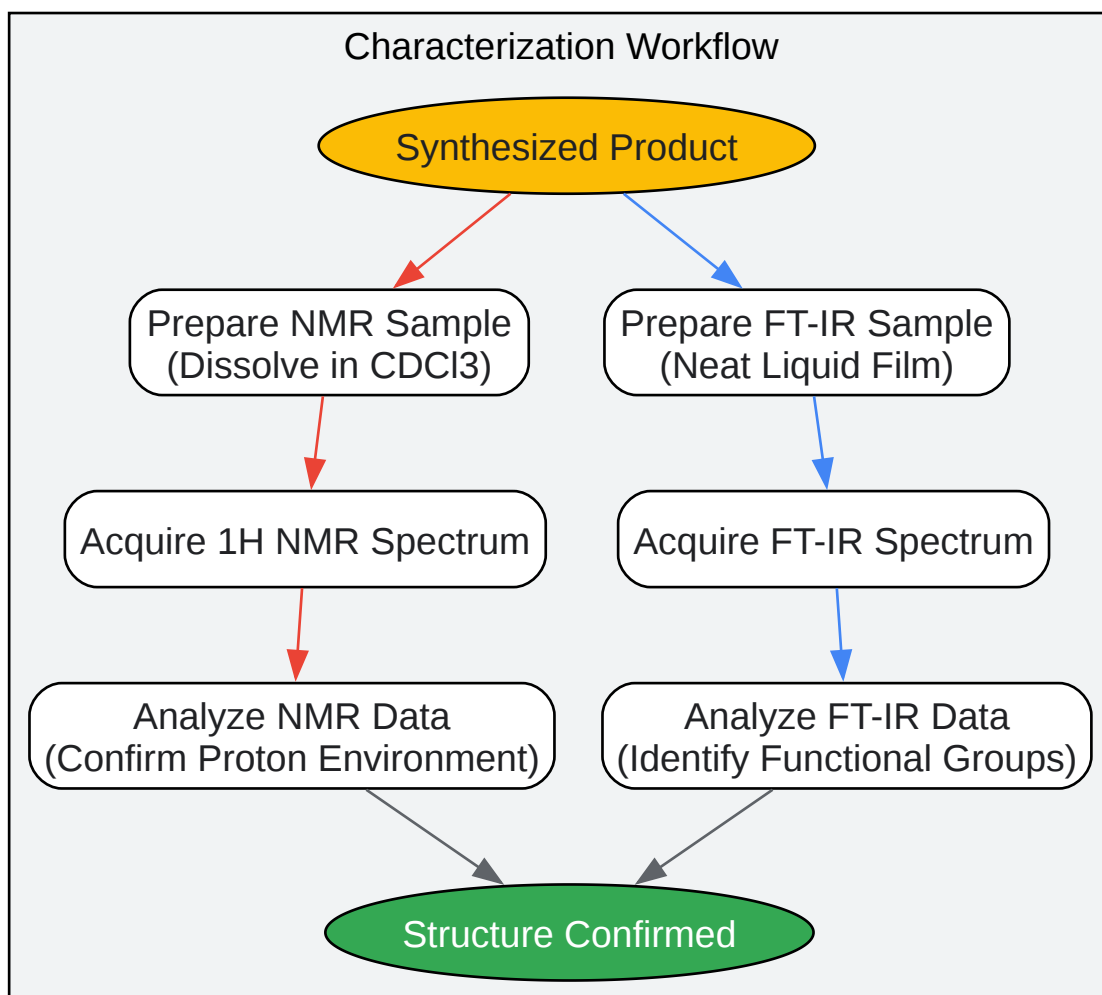 Characterization Workflow
Synthesized Product
Prepare NMR Sample
(Dissolve in CDCl3)
Prepare FT-IR Sample
(Neat Liquid Film)
Acquire 1H NMR Spectrum
Acquire FT-IR Spectrum
Analyze NMR Data
(Confirm Proton Environment)
Analyze FT-IR Data
(Identify Functional Groups)
Structure Confirmed